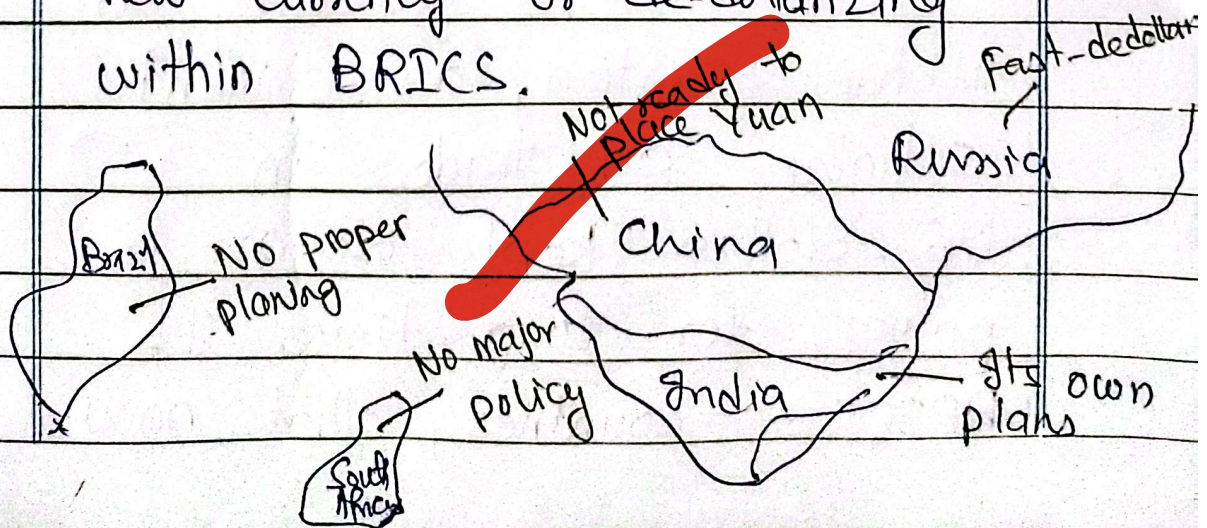 within BRICS.
Not ready to
place Yuan
fast-dedollar
Russia
China
Brazil
No proper
planing
No major
policy
India
Its own
plans
South
Africa